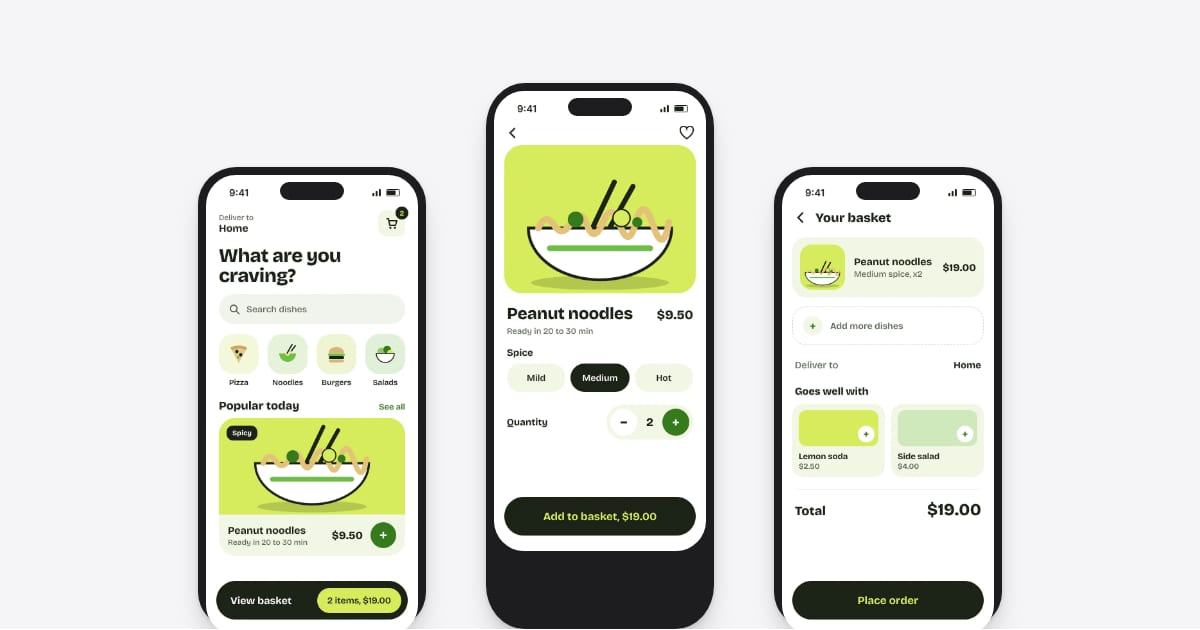 9:41
Deliver to
Home
2
What are you
craving?
Search dishes
Pizza
Noodles
Burgers
Salads
Popular today
See all
Spicy
Peanut noodles
Ready in 20 to 30 min
$9.50
+
View basket
2 items, $19.00
9:41
Peanut noodles
$9.50
Ready in 20 to 30 min
Spice
Mild
Medium
Hot
Quantity
− 2 +
Add to basket, $19.00
9:41
Your basket
Peanut noodles
Medium spice, x2
$19.00
+ Add more dishes
Deliver to
Home
Goes well with
+
Lemon soda
$2.50
+
Side salad
$4.00
Total
$19.00
Place order